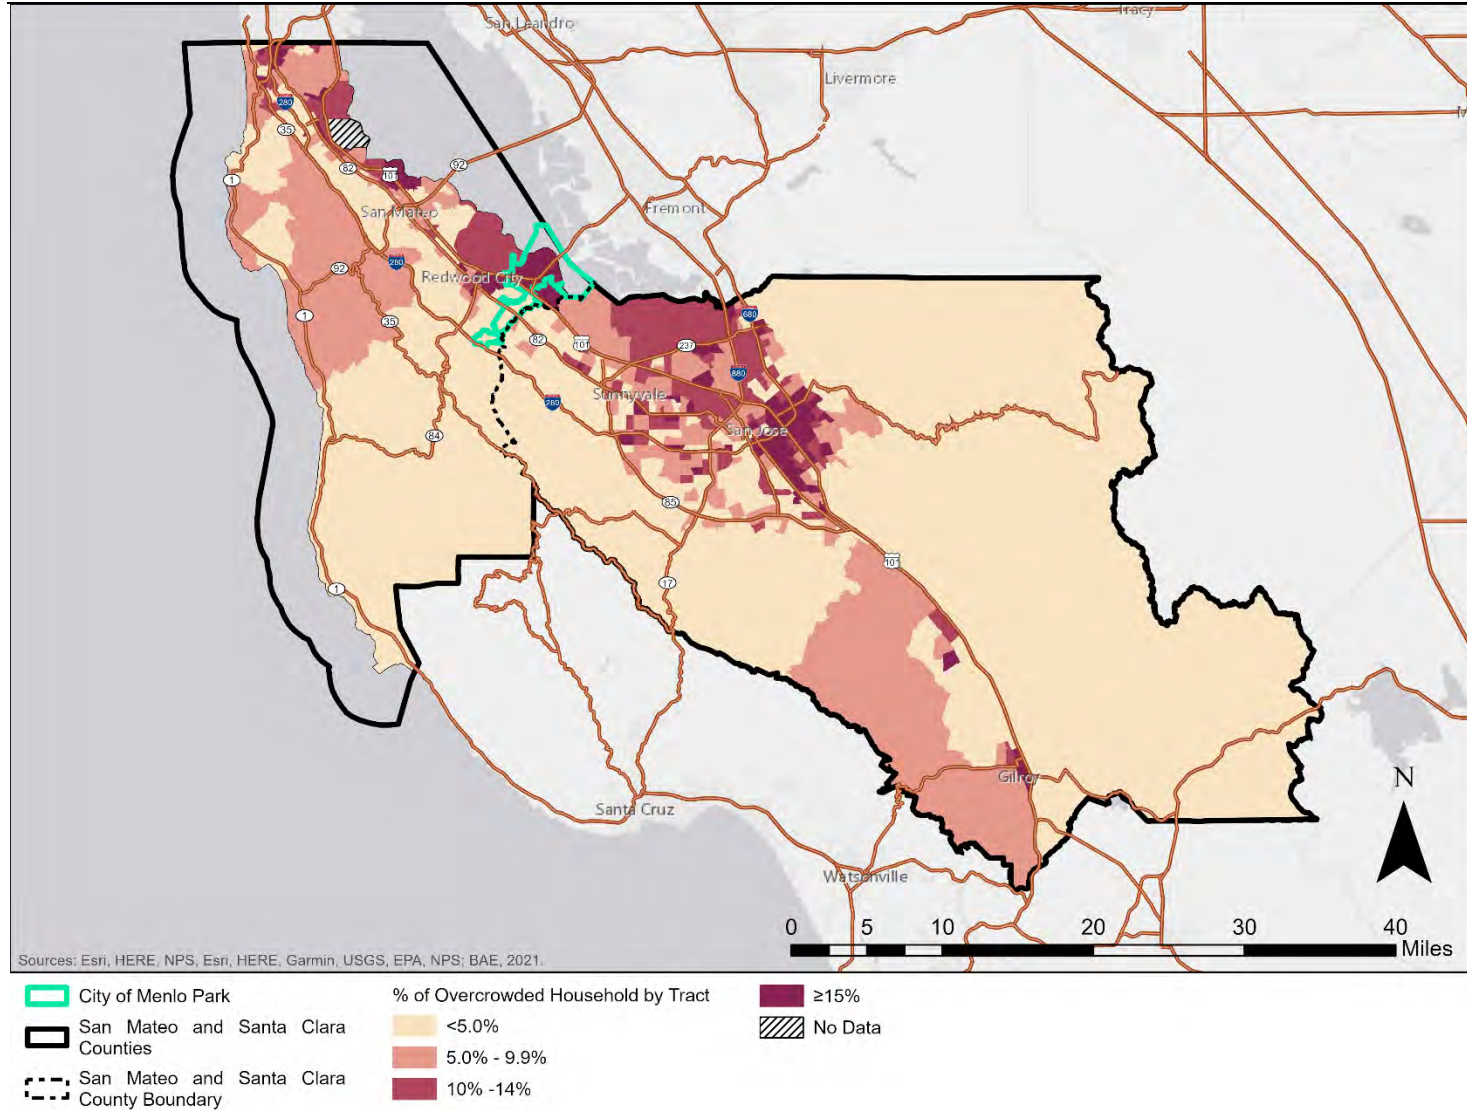 San Leandro
Tracy
Livermore
280
35
82
101
92
1
San Mateo
Fremont
92
280
Redwood City
1
35
82
101
237
680
880
Sunnyvale
280
San Jose
84
85
101
17
1
Gilroy
Santa Cruz
Watsonville
N
0 5 10 20 30 40
Miles
Sources: Esri, HERE, NPS, Esri, HERE, Garmin, USGS, EPA, NPS; BAE, 2021.
City of Menlo Park
San Mateo and Santa Clara
Counties
San Mateo and Santa Clara
County Boundary
% of Overcrowded Household by Tract
<5.0%
5.0% - 9.9%
10% -14%
≥15%
No Data